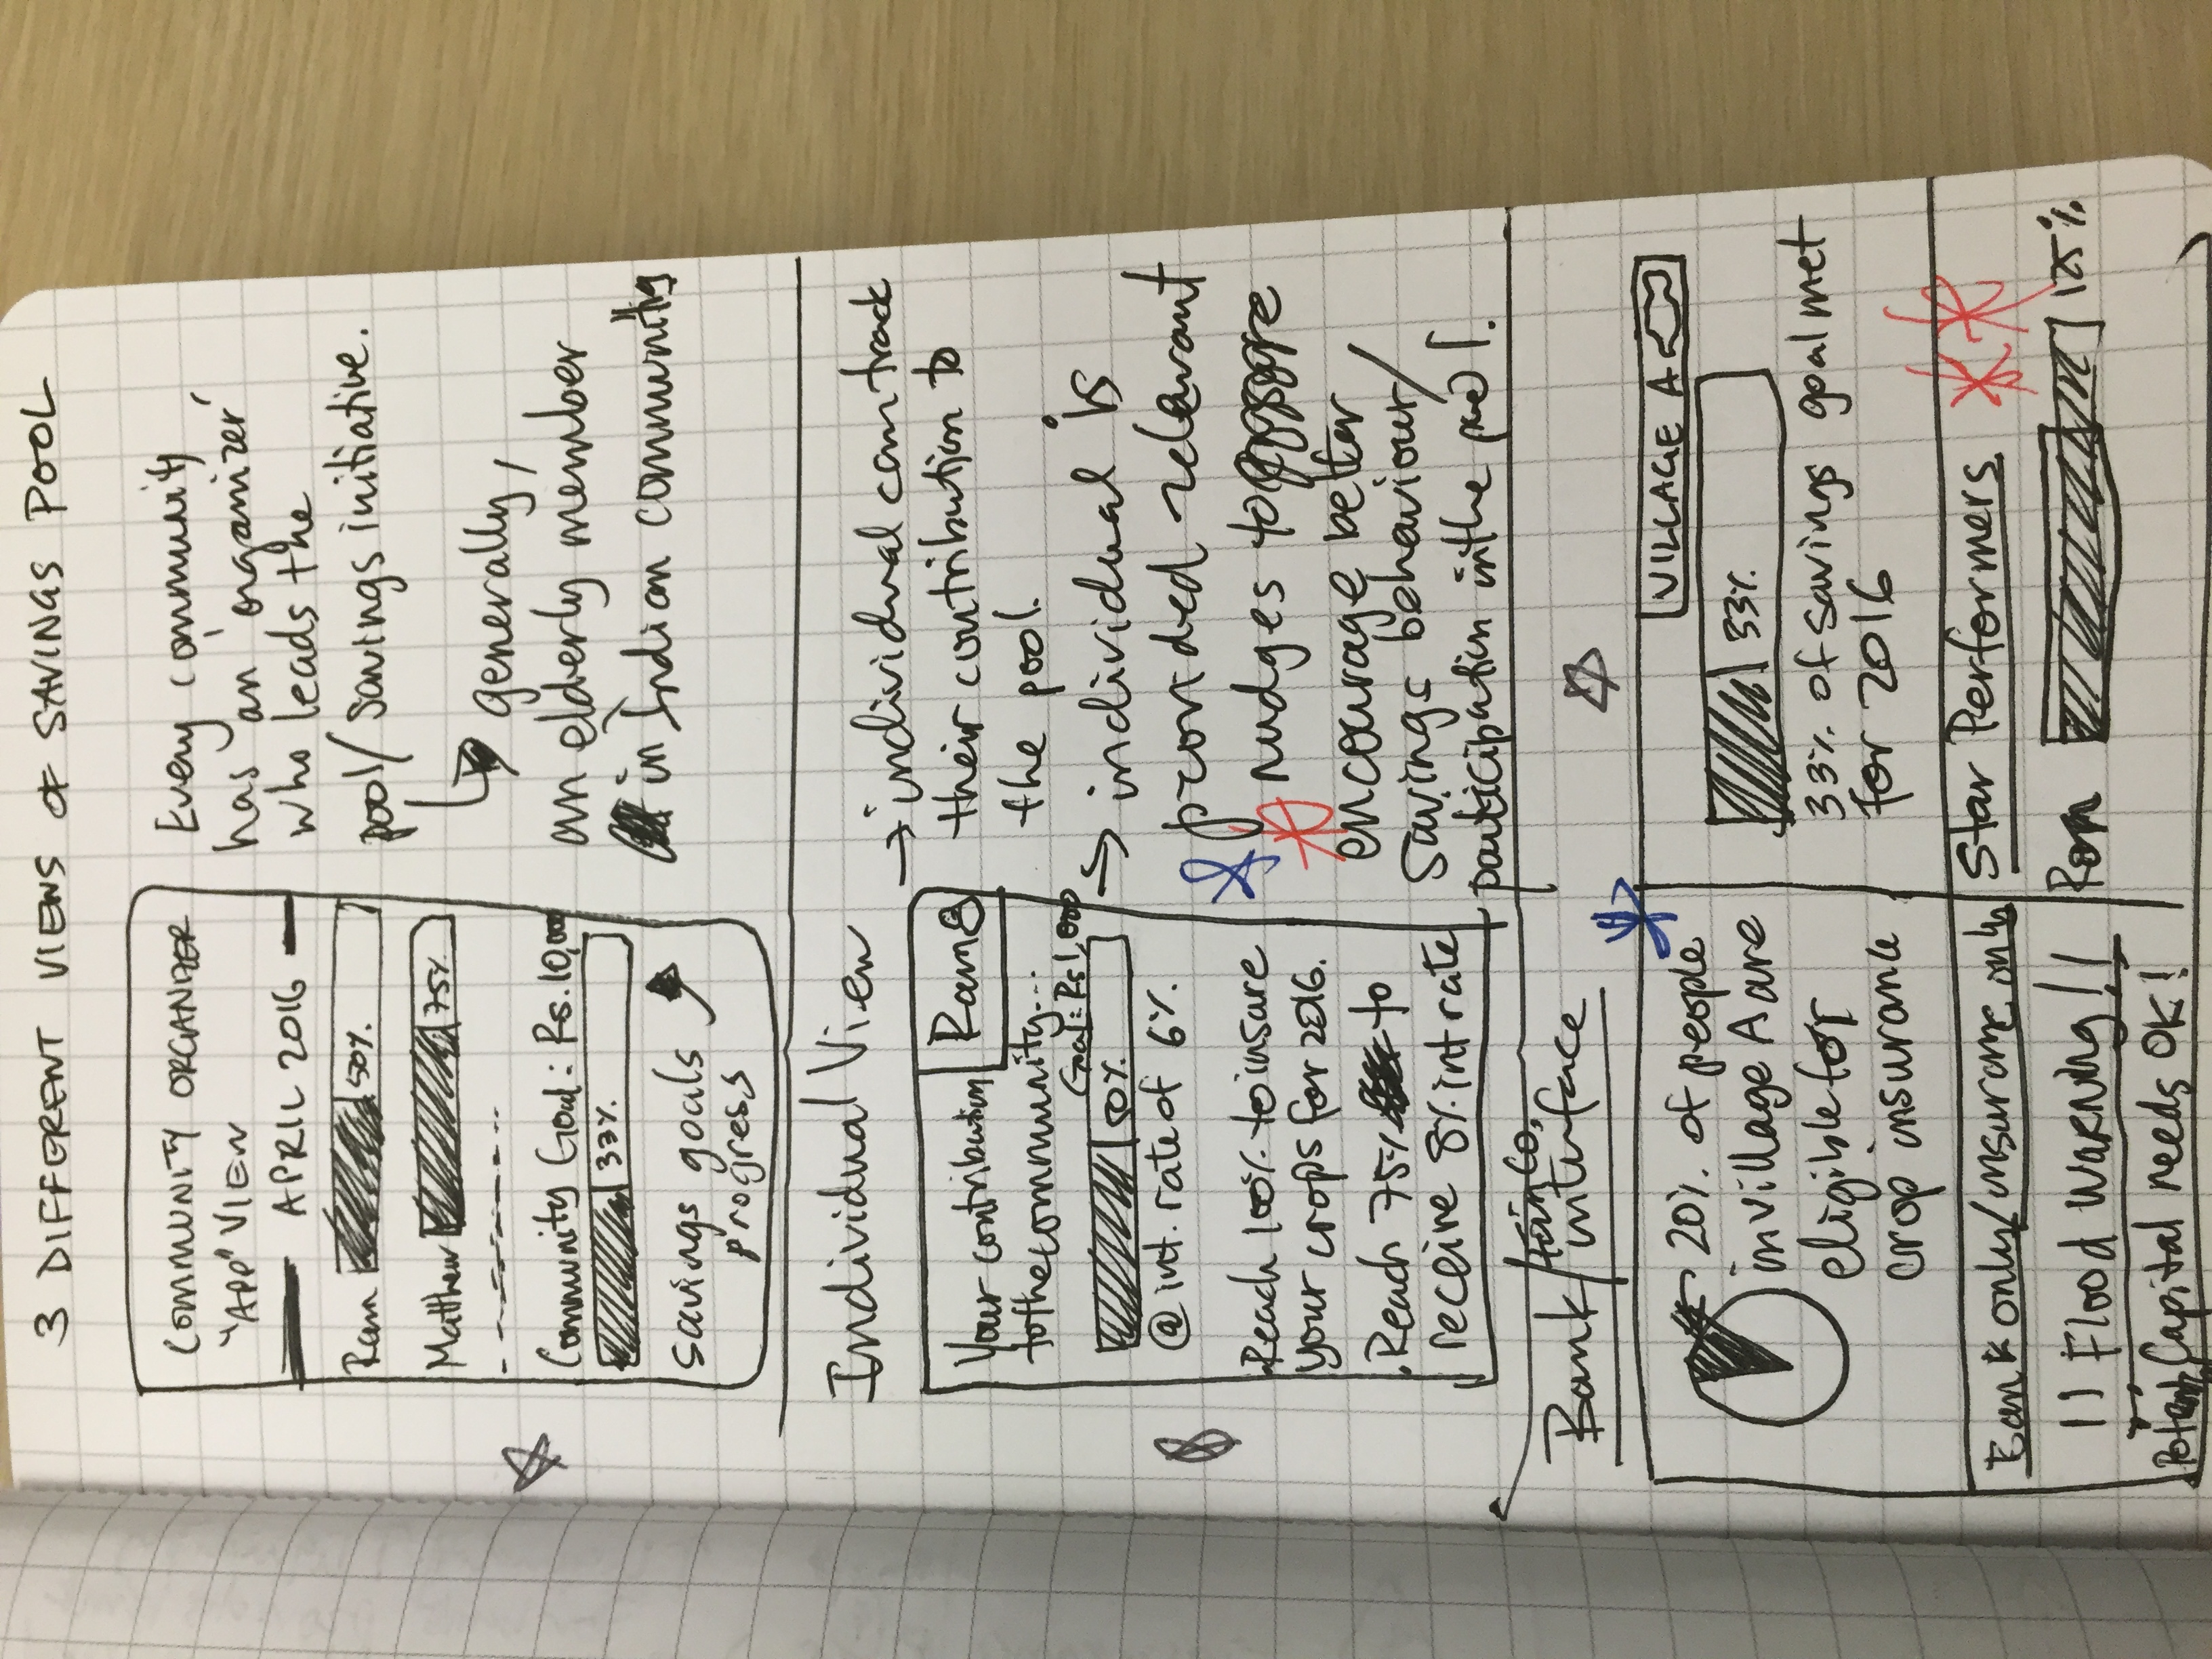 3 DIFFERENT VIEWS OF SAVINGS POOL
COMMUNITY ORGANIZER
"APP" VIEW
APRIL 2016
Ram 50%.
Matthew 75%.
Community Goal: Rs. 10,000
33%.
Savings goals
progress
Every community
has an 'organizer'
who leads the
pool/savings initiative.
generally,
an elderly member
in Indian communities
Individual View
Your contribution
Ram
to the community...
Goal: Rs 1,000
50%.
@ int. rate of 6%.
. Reach 100% to insure
your crops for 2016.
. Reach 75% to
receive 8% int rate
→ individual can track
their contribution to
the pool.
→ individual is
provided relevant
nudges to
encourage better
savings behaviour/
participation in the pool.
Bank/FinCo.
interface
20% of people
in village A are
eligible for
crop insurance
VILLAGE A
33%.
33% of savings goal met
for 2016
Bank only/insurance only
!! Flood Warning!!
Capital needs OK!
Star Performers
Ram 125%